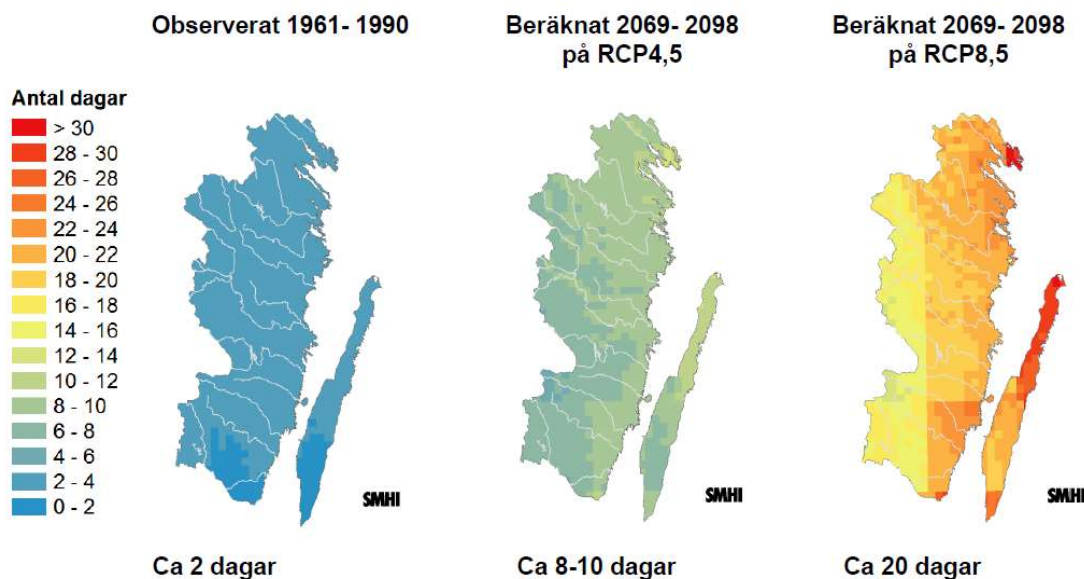 Observerat 1961- 1990
Beräknat 2069- 2098
på RCP4,5
Beräknat 2069- 2098
på RCP8,5
Antal dagar
> 30
28 - 30
26 - 28
24 - 26
22 - 24
20 - 22
18 - 20
16 - 18
14 - 16
12 - 14
10 - 12
8 - 10
6 - 8
4 - 6
2 - 4
0 - 2
SMHI
SMHI
SMHI
Ca 2 dagar
Ca 8-10 dagar
Ca 20 dagar